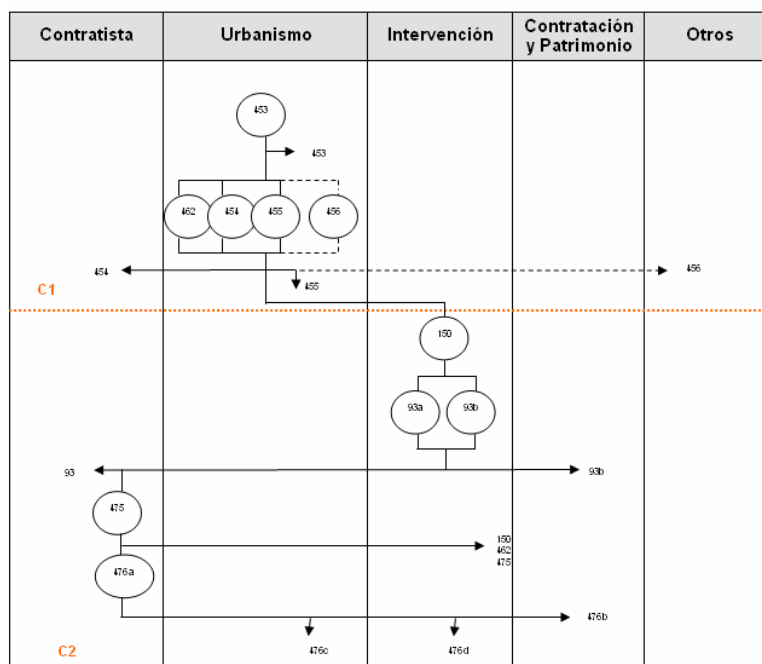 Contratista
Urbanismo
Intervención
Contratación
y Patrimonio
Otros
453
453
462
454
455
456
454
456
455
C1
150
93a
93b
93
93b
475
150
462
475
476a
476b
476c
476d
C2